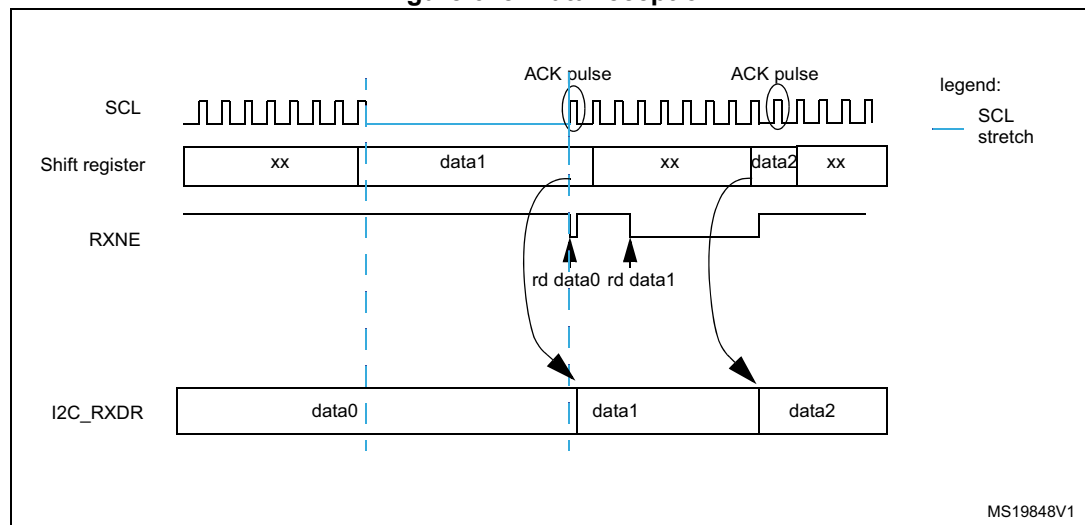 ACK pulse ACK pulse
legend:
SCL
SCL
stretch
Shift register xx data1 xx data2 xx
RXNE
rd data0 rd data1
I2C_RXDR data0 data1 data2
MS19848V1